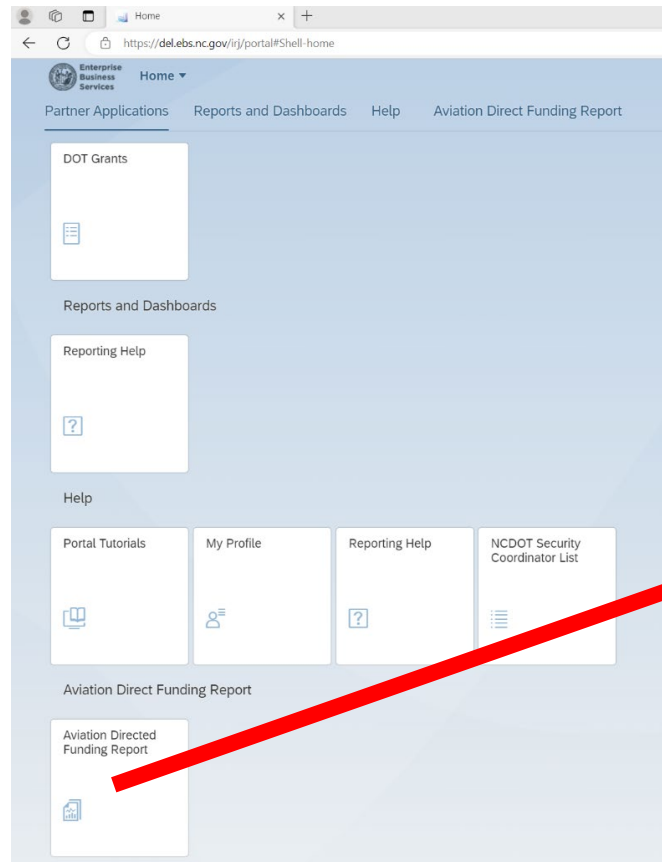 Home
https://del.ebs.nc.gov/irj/portal#Shell-home
Enterprise
Business
Services
Home
Partner Applications Reports and Dashboards Help Aviation Direct Funding Report
DOT Grants
Reports and Dashboards
Reporting Help
Help
Portal Tutorials My Profile Reporting Help NCDOT Security
Coordinator List
Aviation Direct Funding Report
Aviation Directed
Funding Report